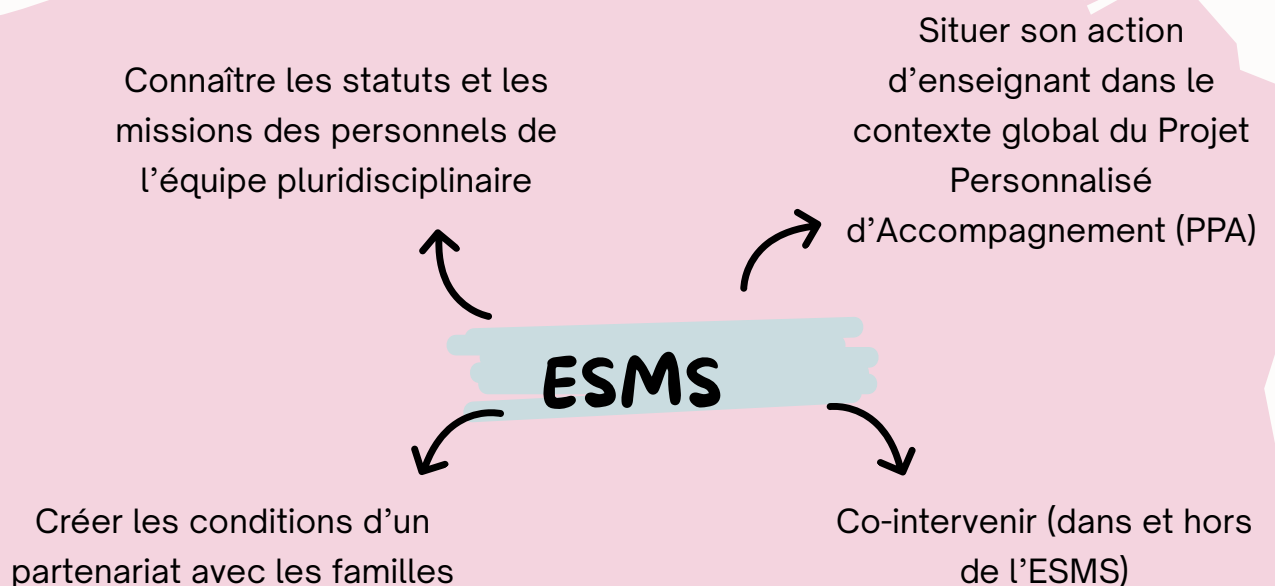 Connaître les statuts et les
missions des personnels de
l’équipe pluridisciplinaire
Situer son action
d’enseignant dans le
contexte global du Projet
Personnalisé
d’Accompagnement (PPA)
ESMS
Créer les conditions d’un
partenariat avec les familles
Co-intervenir (dans et hors
de l’ESMS)